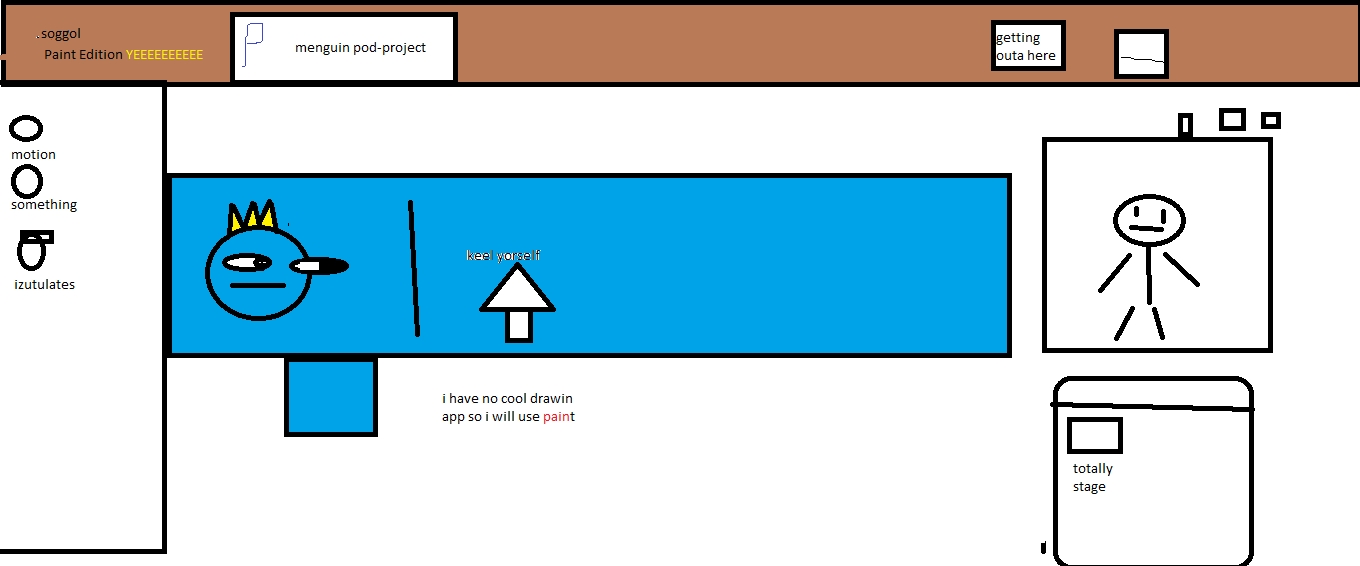 .soggol
Paint Edition YEEEEEEEEEE
P
menguin pod-project
getting
outa here
motion
something
izutulates
keel yorself
i have no cool drawin
app so i will use paint
totally
stage